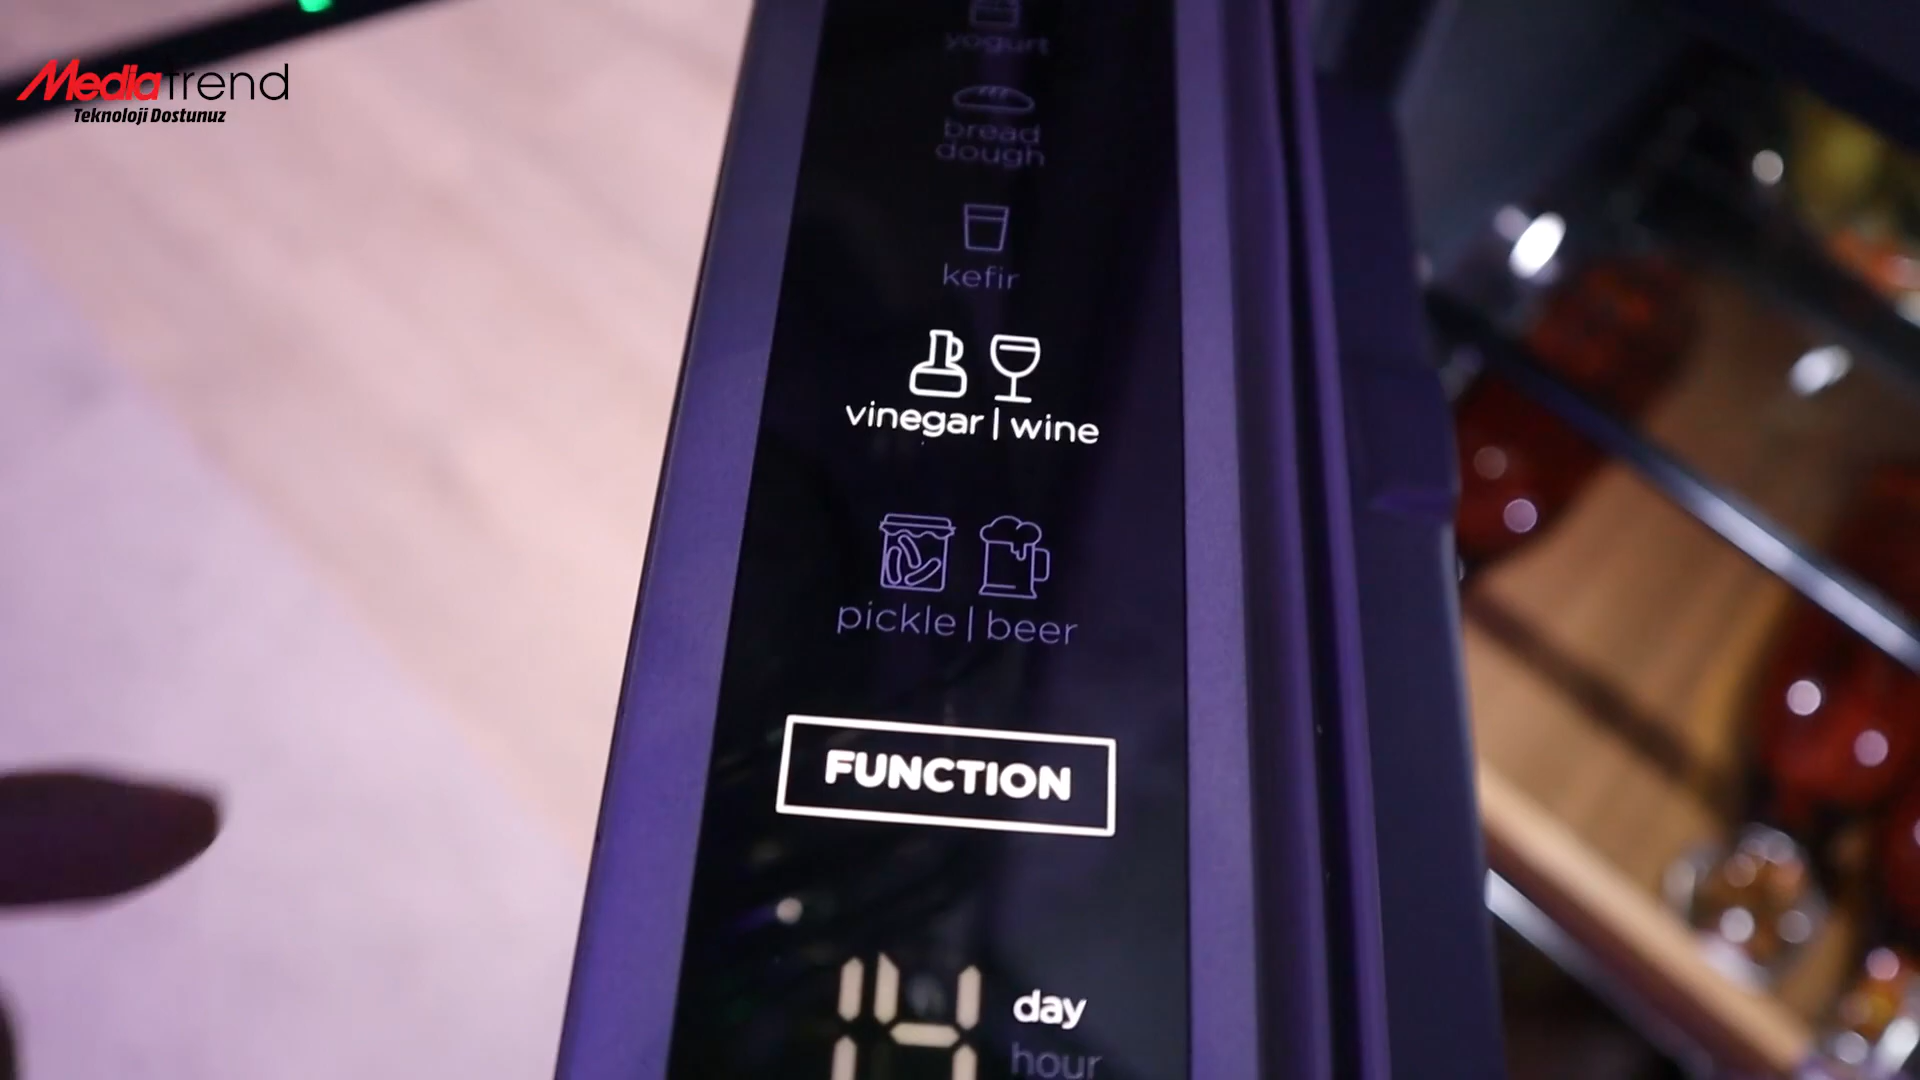 Mediatrend
Teknoloji Dostunuz
yogurt
bread
dough
kefir
vinegar | wine
pickle | beer
FUNCTION
14 day
hour